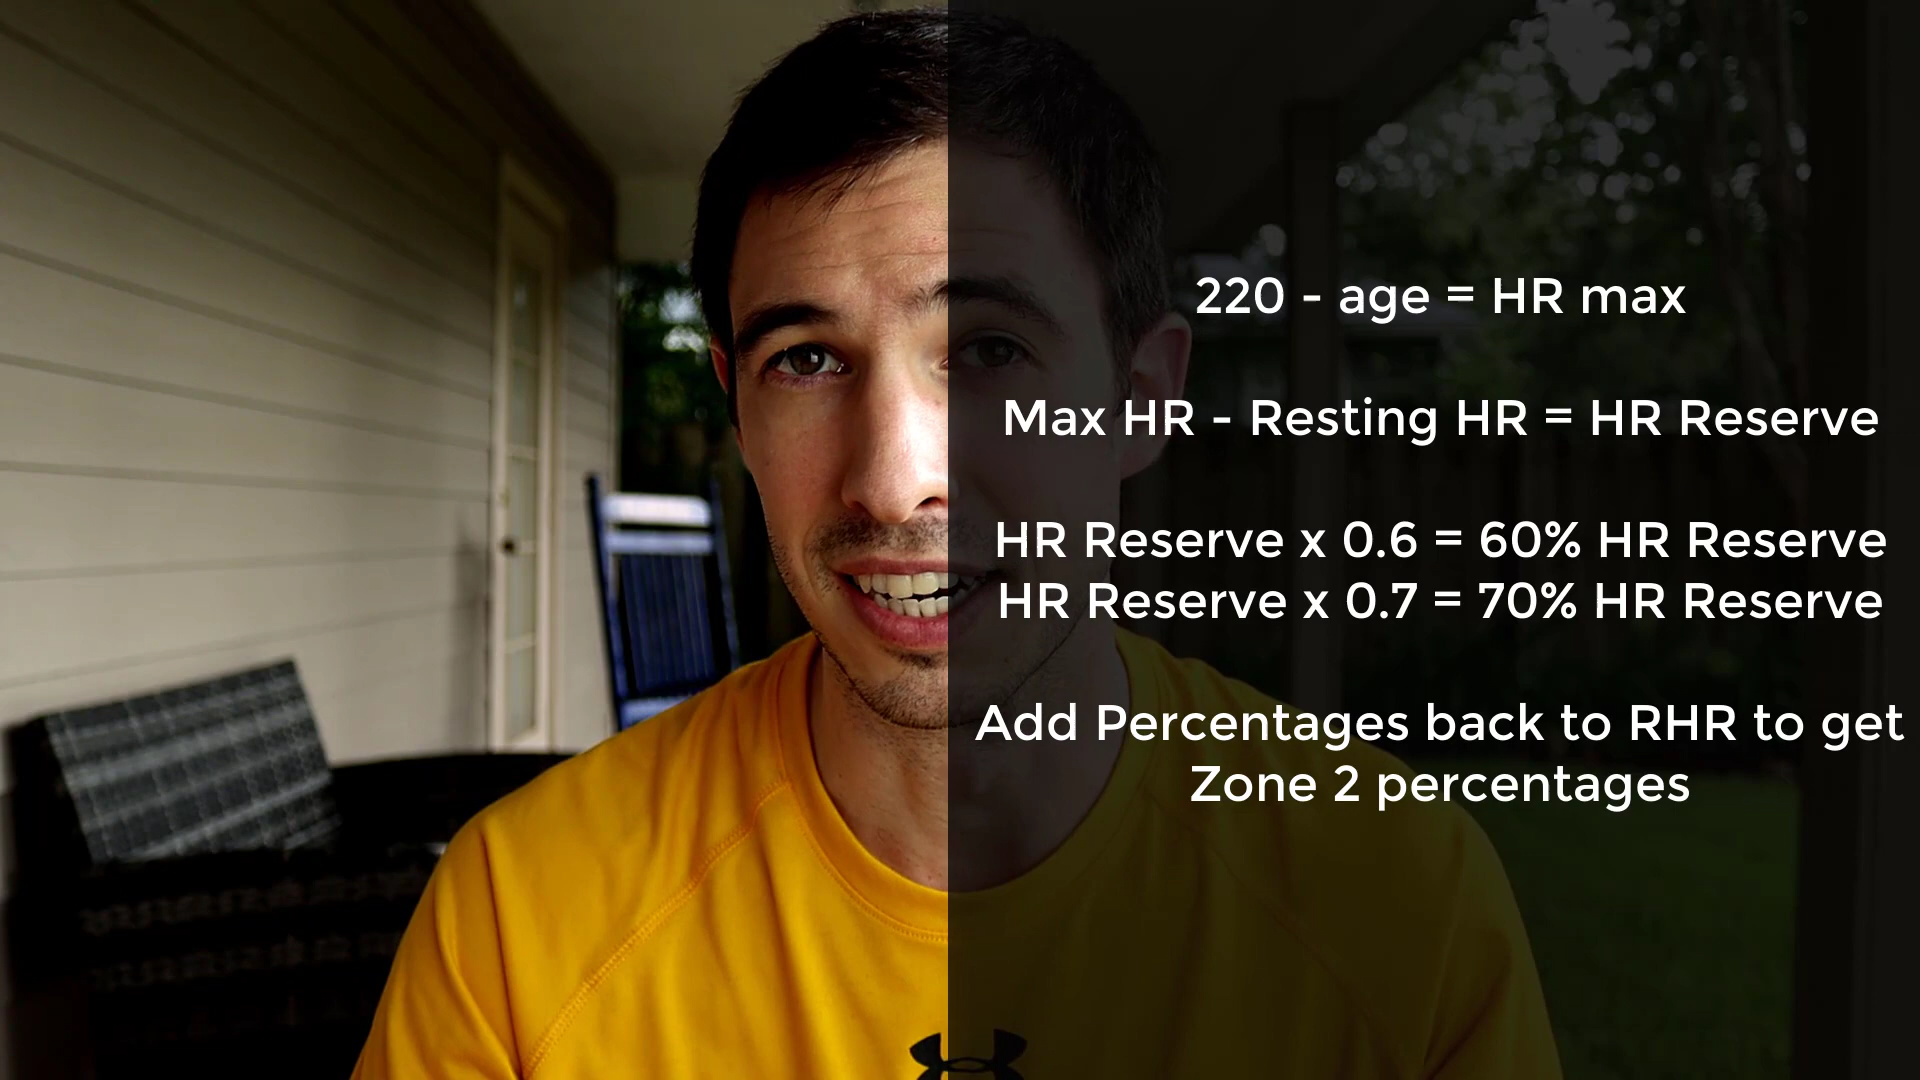 220 - age = HR max
Max HR - Resting HR = HR Reserve
HR Reserve x 0.6 = 60% HR Reserve
HR Reserve x 0.7 = 70% HR Reserve
Add Percentages back to RHR to get
Zone 2 percentages